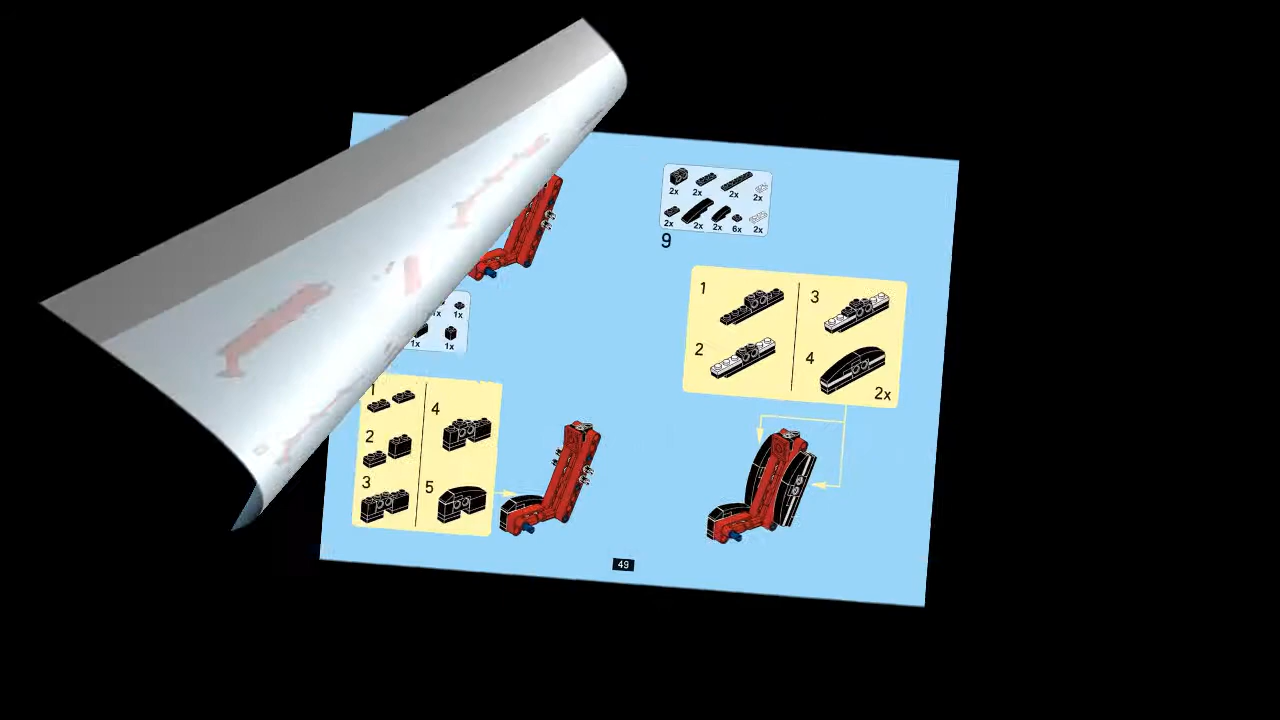 2x 2x 2x 2x
2x 2x 2x 6x 2x
9
1x 1x
1x 1x
1 3
2 4
2x
1 4
2
3 5
49